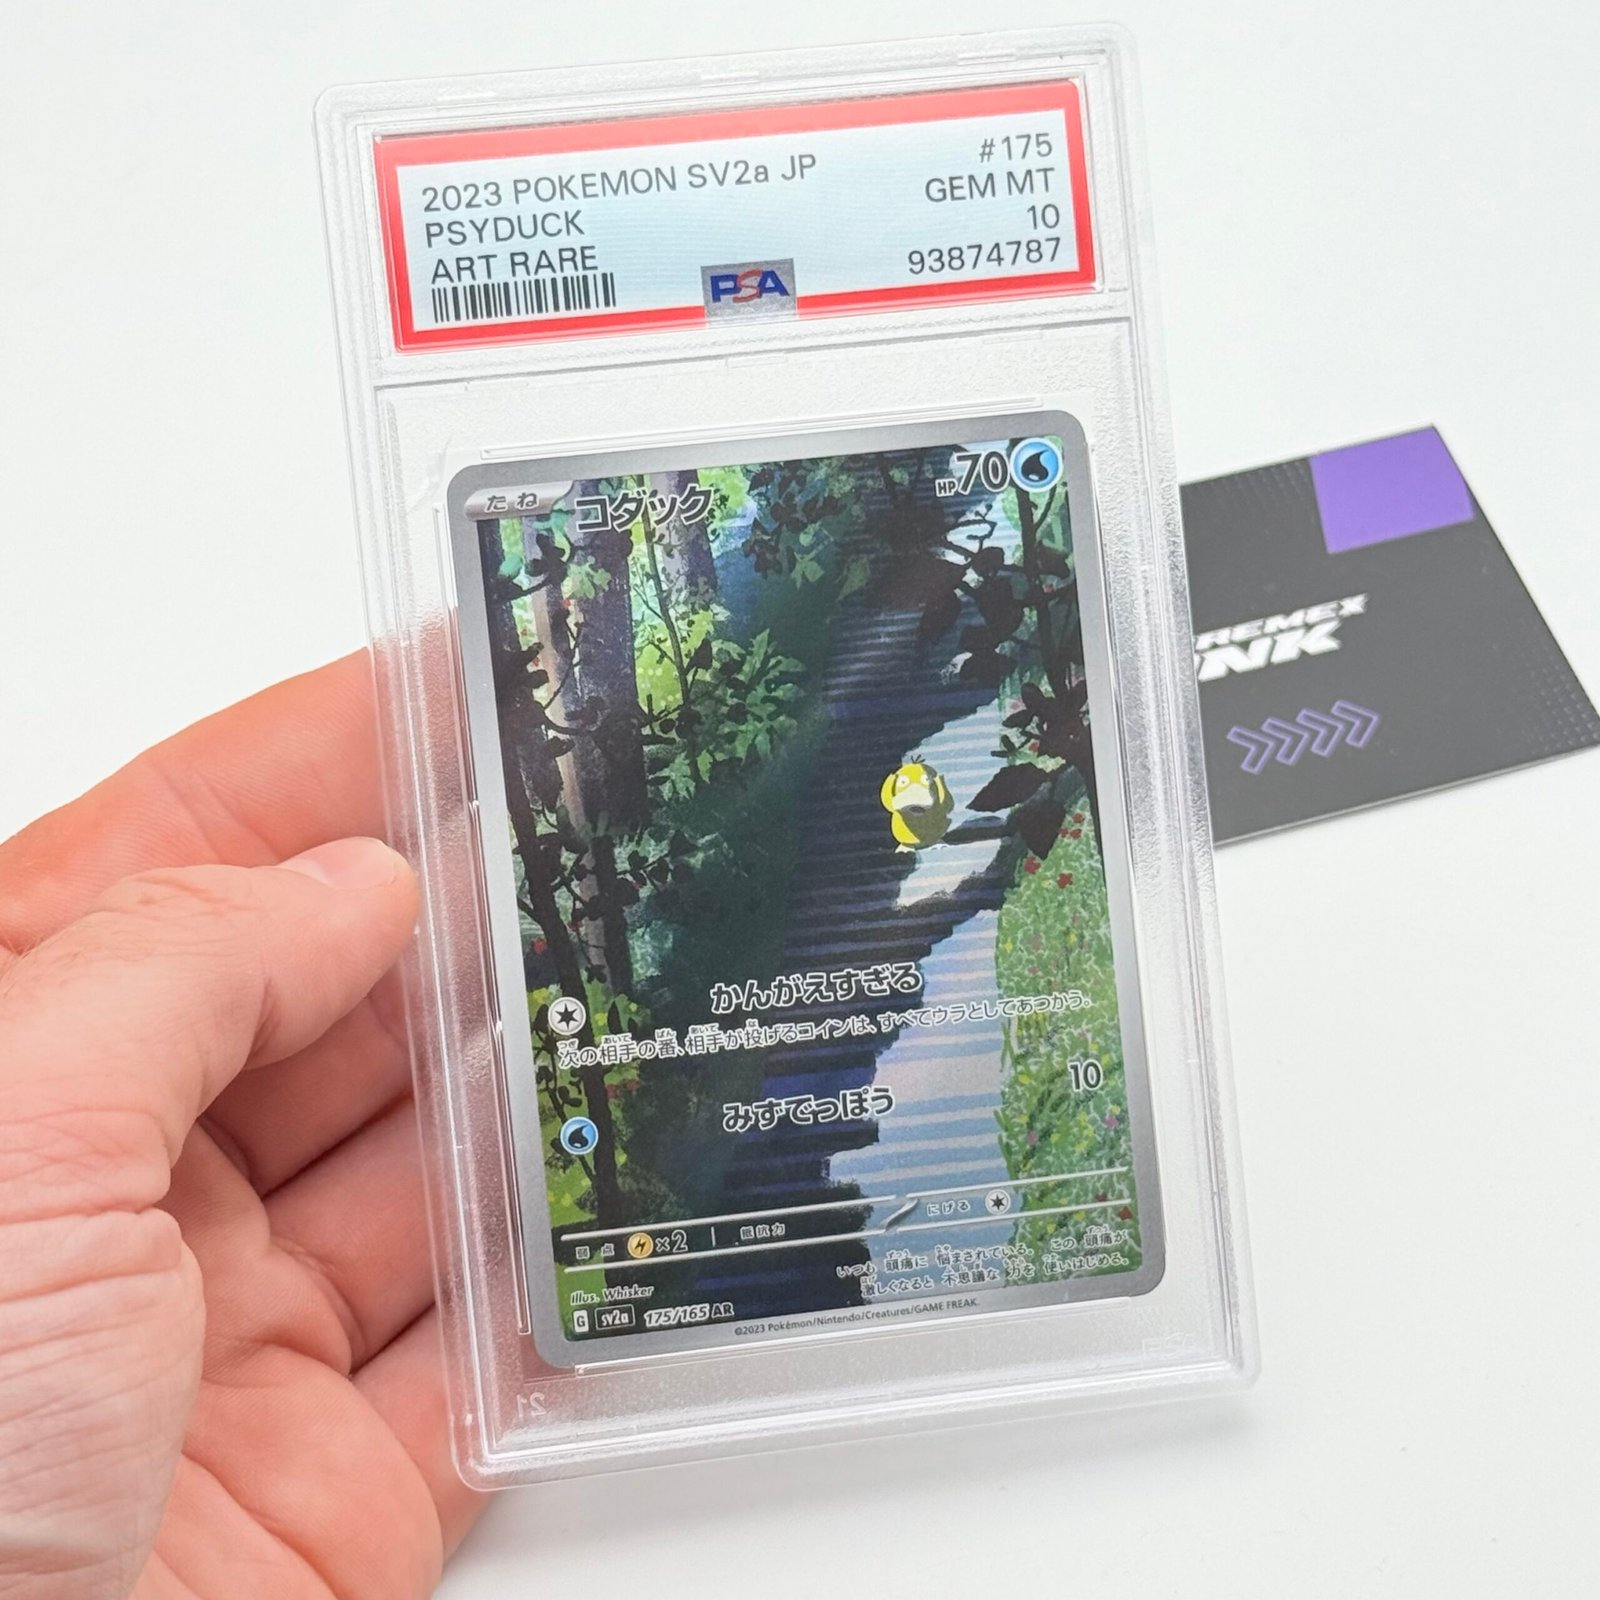 2023 POKEMON SV2a JP
#175
PSYDUCK
GEM MT
ART RARE
10
93874787
PSA
たね
コダック
HP70
かんがえすぎる
次の相手の番、相手が投げるコインは、すべてウラとしてあつかう。
みずでっぽう
10
弱点
×2
抵抗力
にげる
いつも 頭痛に 悩まされている。 この 頭痛が
激しくなると 不思議な 力を 使いはじめる。
Illus. Whisker
G sv2a 175/165 AR
©2023 Pokémon/Nintendo/Creatures/GAME FREAK.